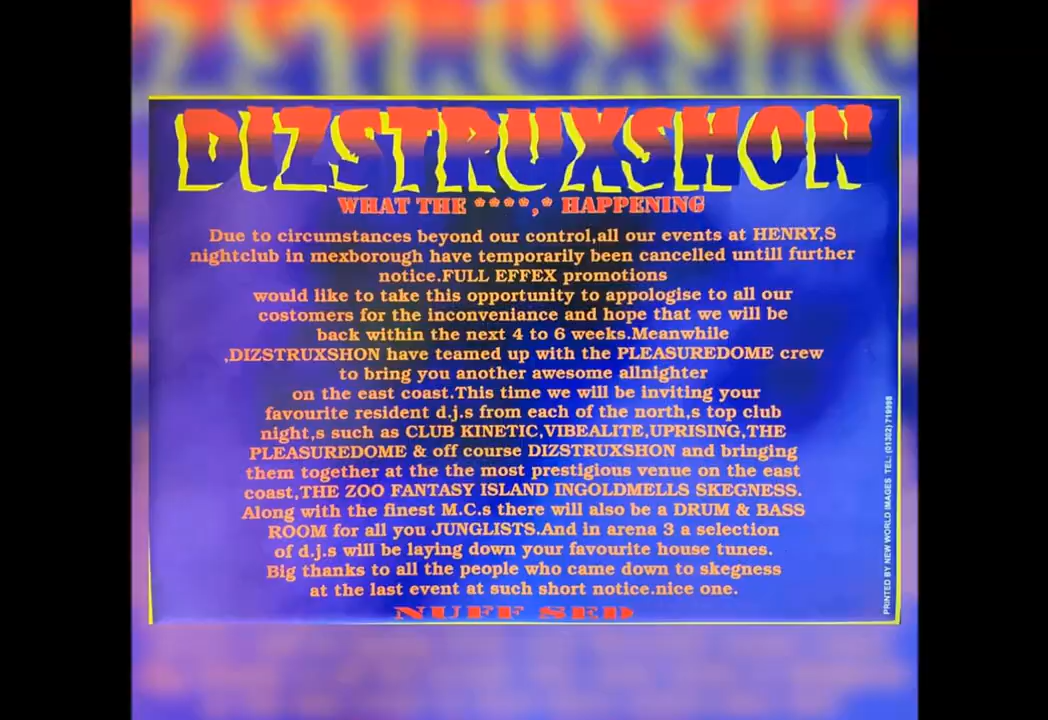 DIZSTRUXSHON
WHAT THE ****,* HAPPENING
Due to circumstances beyond our control,all our events at HENRY,S
nightclub in mexborough have temporarily been cancelled untill further
notice.FULL EFFEX promotions
would like to take this opportunity to appologise to all our
costomers for the inconveniance and hope that we will be
back within the next 4 to 6 weeks.Meanwhile
,DIZSTRUXSHON have teamed up with the PLEASUREDOME crew
to bring you another awesome allnighter
on the east coast.This time we will be inviting your
favourite resident d.j.s from each of the north,s top club
night,s such as CLUB KINETIC,VIBEALITE,UPRISING,THE
PLEASUREDOME & off course DIZSTRUXSHON and bringing
them together at the the most prestigious venue on the east
coast,THE ZOO FANTASY ISLAND INGOLDMELLS SKEGNESS.
Along with the finest M.C.s there will also be a DRUM & BASS
ROOM for all you JUNGLISTS.And in arena 3 a selection
of d.j.s will be laying down your favourite house tunes.
Big thanks to all the people who came down to skegness
at the last event at such short notice.nice one.
NUFF SED
PRINTED BY NEW WORLD IMAGES TEL: (01302) 719998